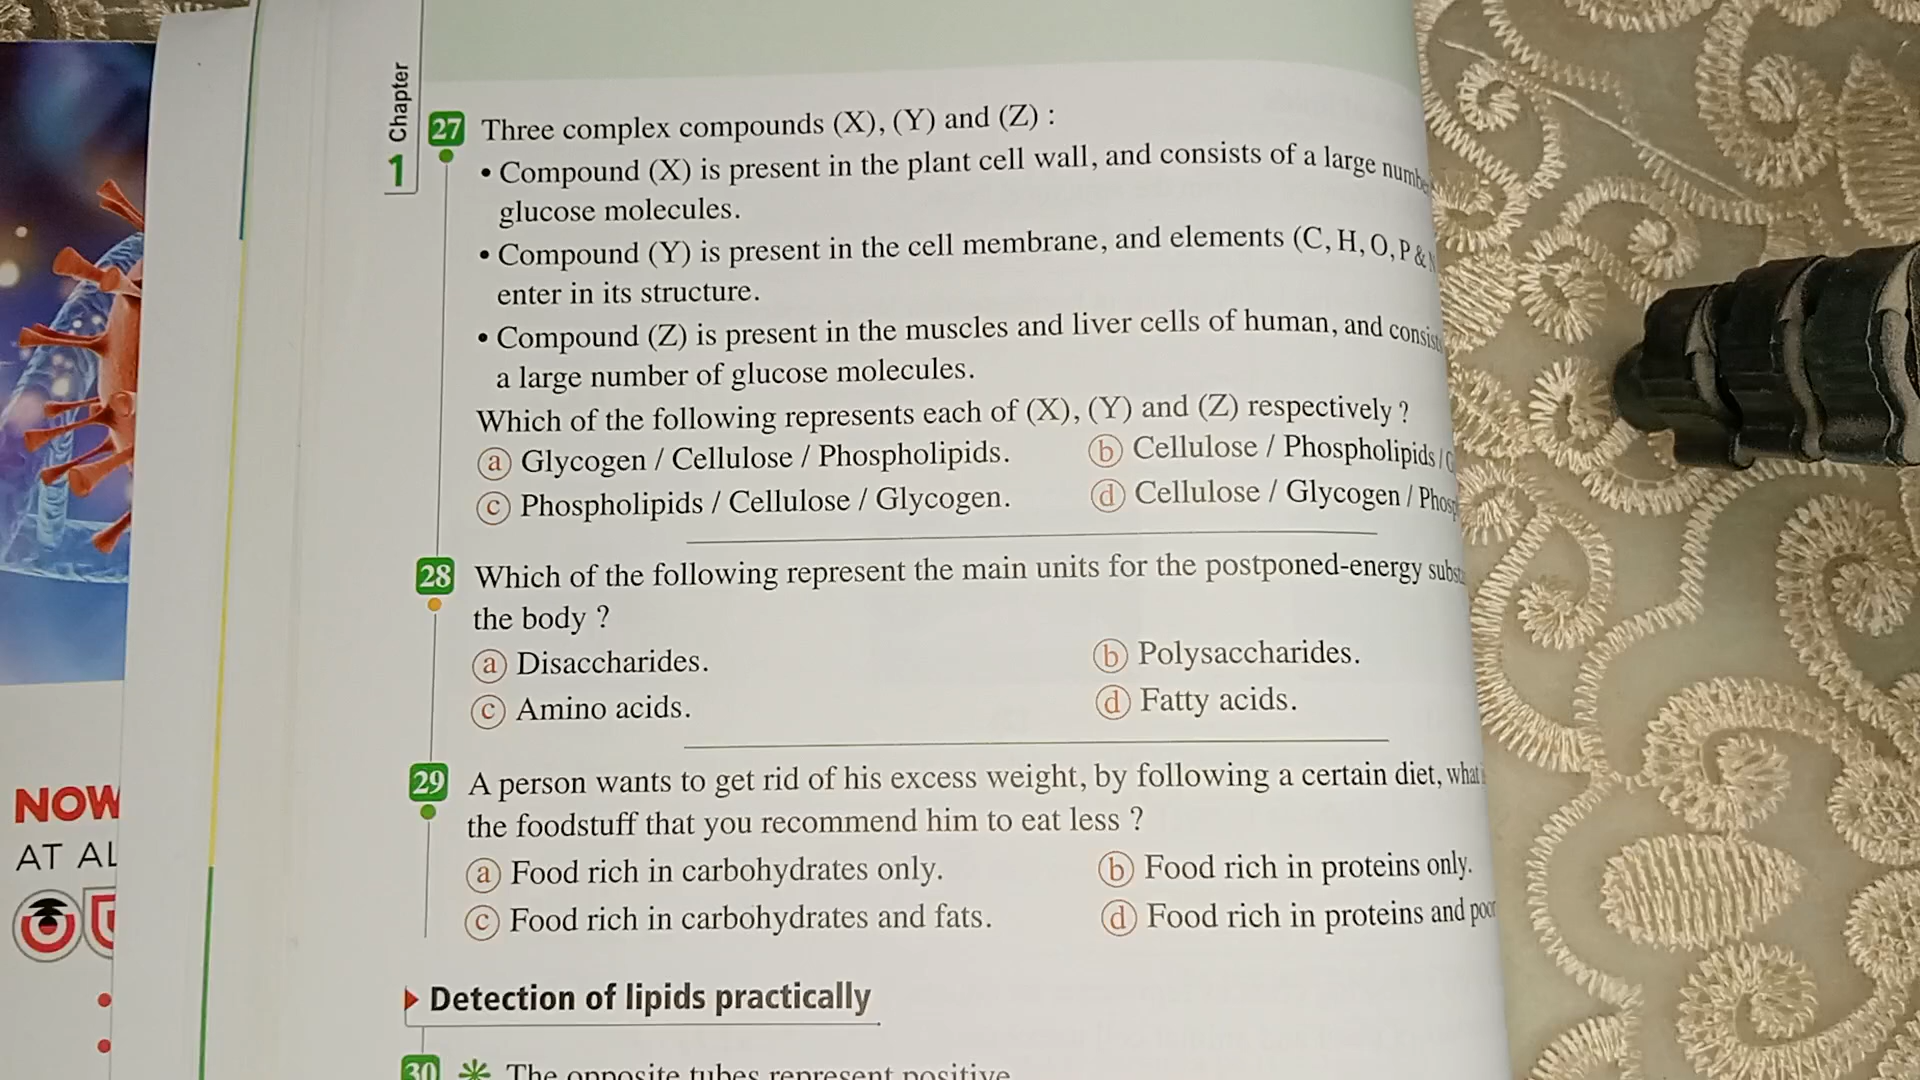 Chapter
1
27 Three complex compounds (X), (Y) and (Z) :
• Compound (X) is present in the plant cell wall, and consists of a large
glucose molecules.
• Compound (Y) is present in the cell membrane, and elements (C, H, O, P &
enter in its structure.
• Compound (Z) is present in the muscles and liver cells of human, and
a large number of glucose molecules.
Which of the following represents each of (X), (Y) and (Z) respectively ?
a Glycogen / Cellulose / Phospholipids. b Cellulose / Phospholipids /
c Phospholipids / Cellulose / Glycogen. d Cellulose / Glycogen /
28 Which of the following represent the main units for the postponed-energy
the body ?
a Disaccharides. b Polysaccharides.
c Amino acids. d Fatty acids.
29 A person wants to get rid of his excess weight, by following a certain diet, what
the foodstuff that you recommend him to eat less ?
a Food rich in carbohydrates only. b Food rich in proteins only.
c Food rich in carbohydrates and fats. d Food rich in proteins and
Detection of lipids practically
30 * The opposite tubes represent positive
NOW
AT